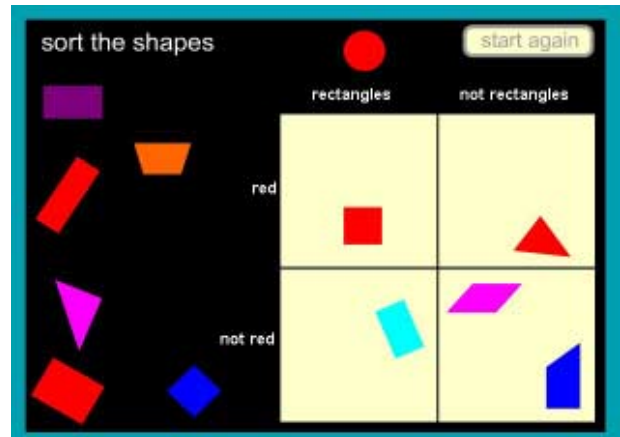 sort the shapes
start again
rectangles
not rectangles
red
not red